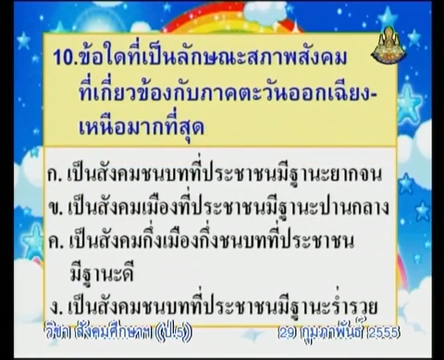 10.ข้อใดที่เป็นลักษณะสภาพสังคม
ที่เกี่ยวข้องกับภาคตะวันออกเฉียง-
เหนือมากที่สุด
ก. เป็นสังคมชนบทที่ประชาชนมีฐานะยากจน
ข. เป็นสังคมเมืองที่ประชาชนมีฐานะปานกลาง
ค. เป็นสังคมกึ่งเมืองกึ่งชนบทที่ประชาชน
มีฐานะดี
ง. เป็นสังคมชนบทที่ประชาชนมีฐานะร่ำรวย
วิชา สังคมศึกษาฯ (ป.5) 29 กุมภาพันธ์ 2555